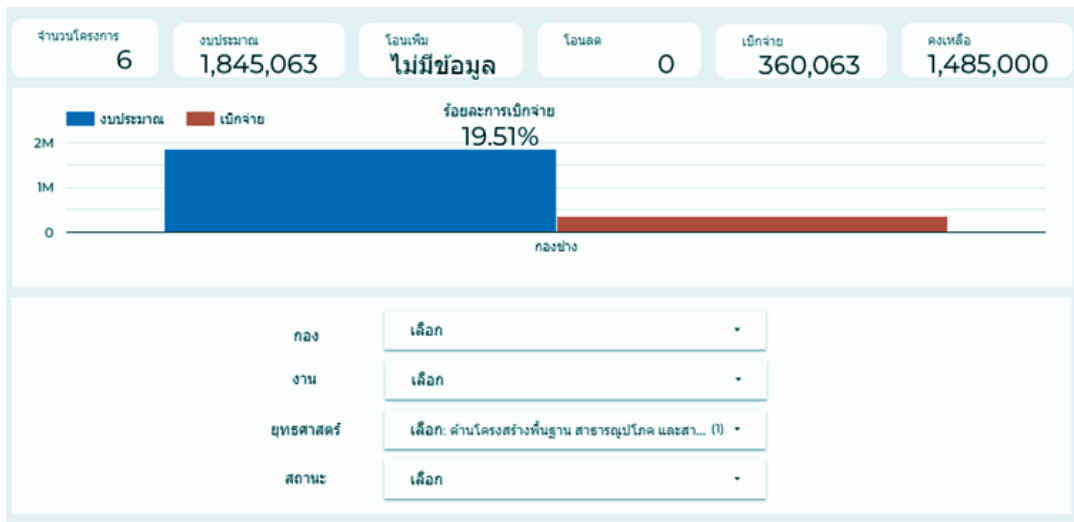 จำนวนโครงการ
6
งบประมาณ
1,845,063
โอนเพิ่ม
ไม่มีข้อมูล
โอนลด
0
เบิกจ่าย
360,063
คงเหลือ
1,485,000
งบประมาณ เบิกจ่าย
ร้อยละการเบิกจ่าย
19.51%
2M
1M
0
กองช่าง
กอง เลือก
งาน เลือก
ยุทธศาสตร์ เลือก: ด้านโครงสร้างพื้นฐาน สาธารณูปโภค และสา... (1)
สถานะ เลือก